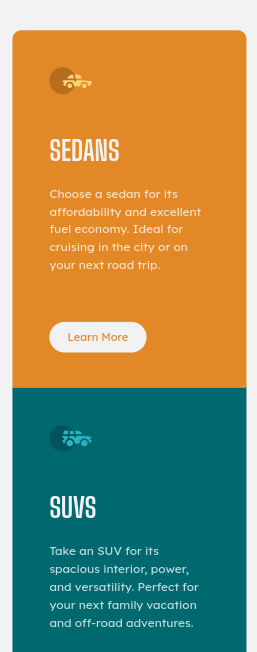 SEDANS
Choose a sedan for its
affordability and excellent
fuel economy. Ideal for
cruising in the city or on
your next road trip.
Learn More
SUVS
Take an SUV for its
spacious interior, power,
and versatility. Perfect for
your next family vacation
and off-road adventures.